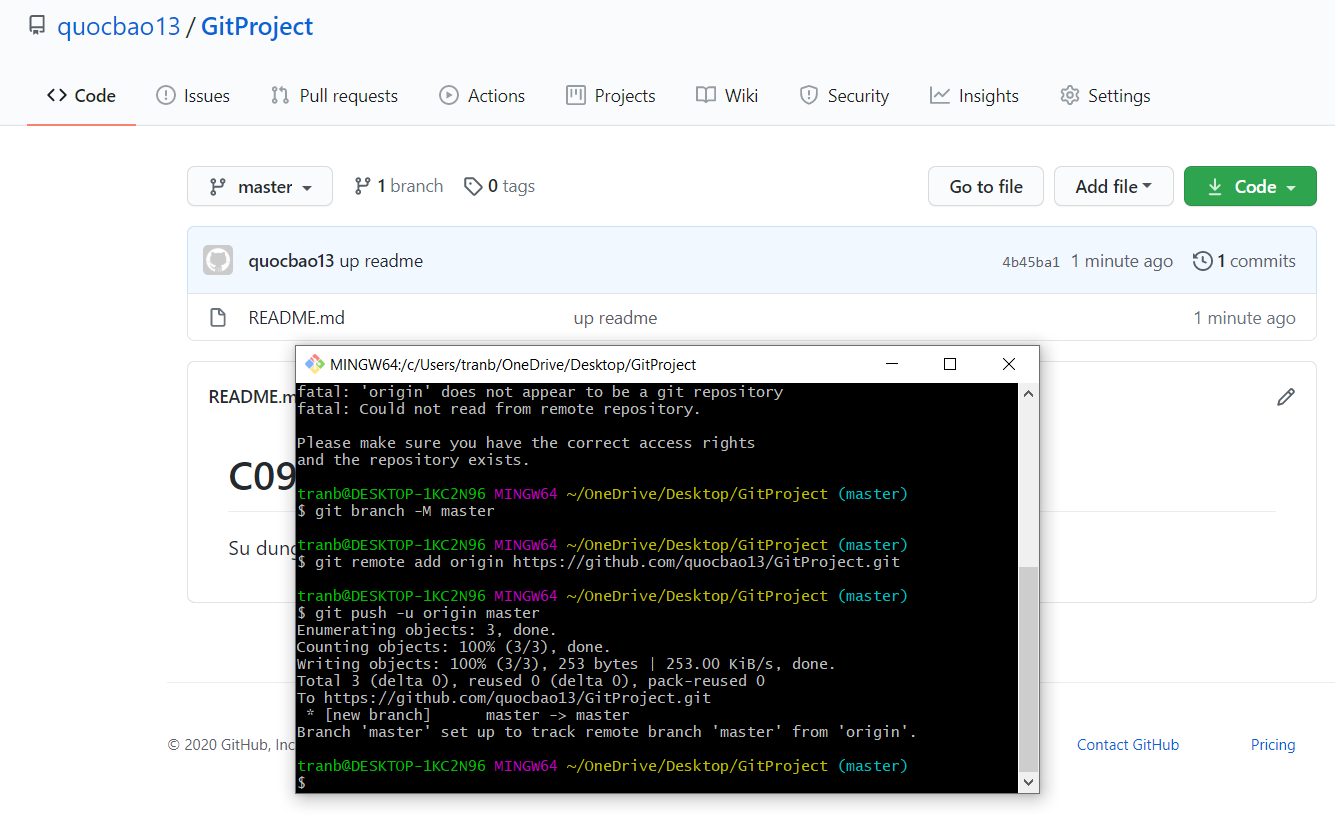 quocbao13 / GitProject
Code Issues Pull requests Actions Projects Wiki Security Insights Settings
master 1 branch 0 tags Go to file Add file Code
quocbao13 up readme 4b45ba1 1 minute ago 1 commits
README.md up readme 1 minute ago
MINGW64:/c/Users/tranb/OneDrive/Desktop/GitProject
README.m
C09
Su dung
fatal: 'origin' does not appear to be a git repository
fatal: Could not read from remote repository.
Please make sure you have the correct access rights
and the repository exists.
tranb@DESKTOP-1KC2N96 MINGW64 ~/OneDrive/Desktop/GitProject (master)
$ git branch -M master
tranb@DESKTOP-1KC2N96 MINGW64 ~/OneDrive/Desktop/GitProject (master)
$ git remote add origin https://github.com/quocbao13/GitProject.git
tranb@DESKTOP-1KC2N96 MINGW64 ~/OneDrive/Desktop/GitProject (master)
$ git push -u origin master
Enumerating objects: 3, done.
Counting objects: 100% (3/3), done.
Writing objects: 100% (3/3), 253 bytes | 253.00 KiB/s, done.
Total 3 (delta 0), reused 0 (delta 0), pack-reused 0
To https://github.com/quocbao13/GitProject.git
 * [new branch]      master -> master
Branch 'master' set up to track remote branch 'master' from 'origin'.
tranb@DESKTOP-1KC2N96 MINGW64 ~/OneDrive/Desktop/GitProject (master)
$
© 2020 GitHub, Inc Contact GitHub Pricing